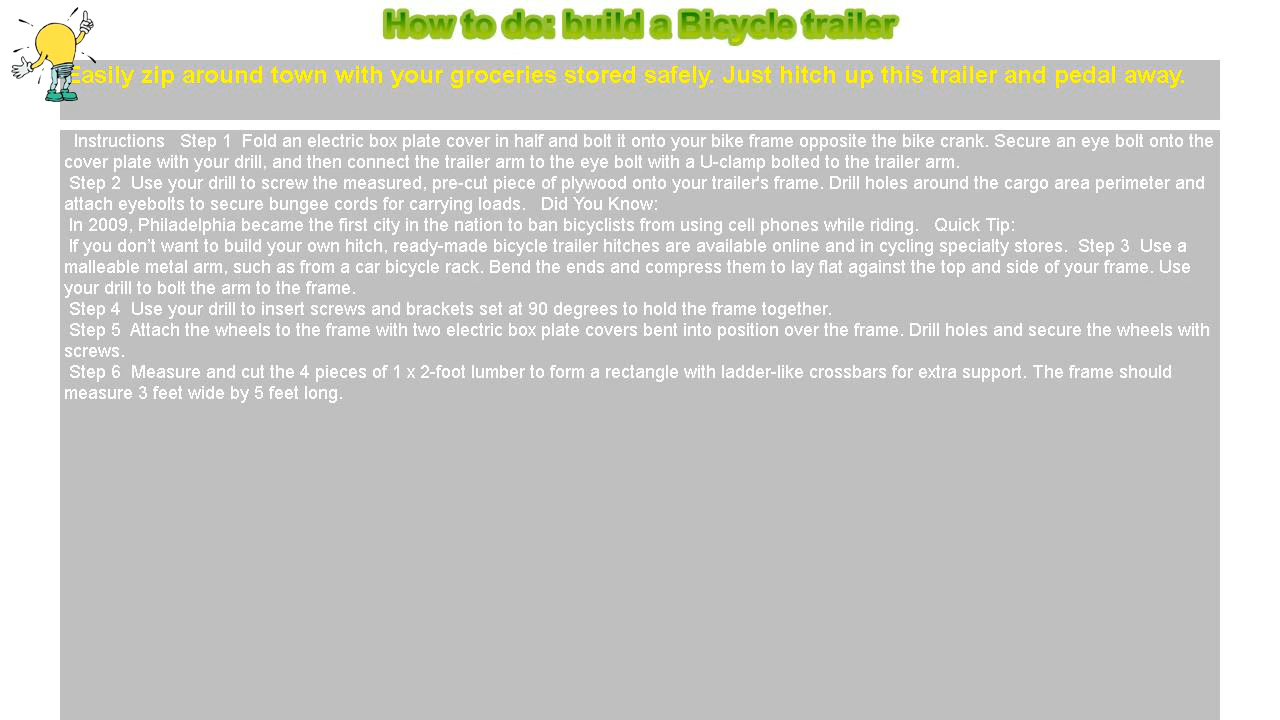 How to do: build a Bicycle trailer
Easily zip around town with your groceries stored safely. Just hitch up this trailer and pedal away.
Instructions   Step 1  Fold an electric box plate cover in half and bolt it onto your bike frame opposite the bike crank. Secure an eye bolt onto the
cover plate with your drill, and then connect the trailer arm to the eye bolt with a U-clamp bolted to the trailer arm.
Step 2  Use your drill to screw the measured, pre-cut piece of plywood onto your trailer's frame. Drill holes around the cargo area perimeter and
attach eyebolts to secure bungee cords for carrying loads.   Did You Know:
In 2009, Philadelphia became the first city in the nation to ban bicyclists from using cell phones while riding.   Quick Tip:
If you don’t want to build your own hitch, ready-made bicycle trailer hitches are available online and in cycling specialty stores.  Step 3  Use a
malleable metal arm, such as from a car bicycle rack. Bend the ends and compress them to lay flat against the top and side of your frame. Use
your drill to bolt the arm to the frame.
Step 4  Use your drill to insert screws and brackets set at 90 degrees to hold the frame together.
Step 5  Attach the wheels to the frame with two electric box plate covers bent into position over the frame. Drill holes and secure the wheels with
screws.
Step 6  Measure and cut the 4 pieces of 1 x 2-foot lumber to form a rectangle with ladder-like crossbars for extra support. The frame should
measure 3 feet wide by 5 feet long.